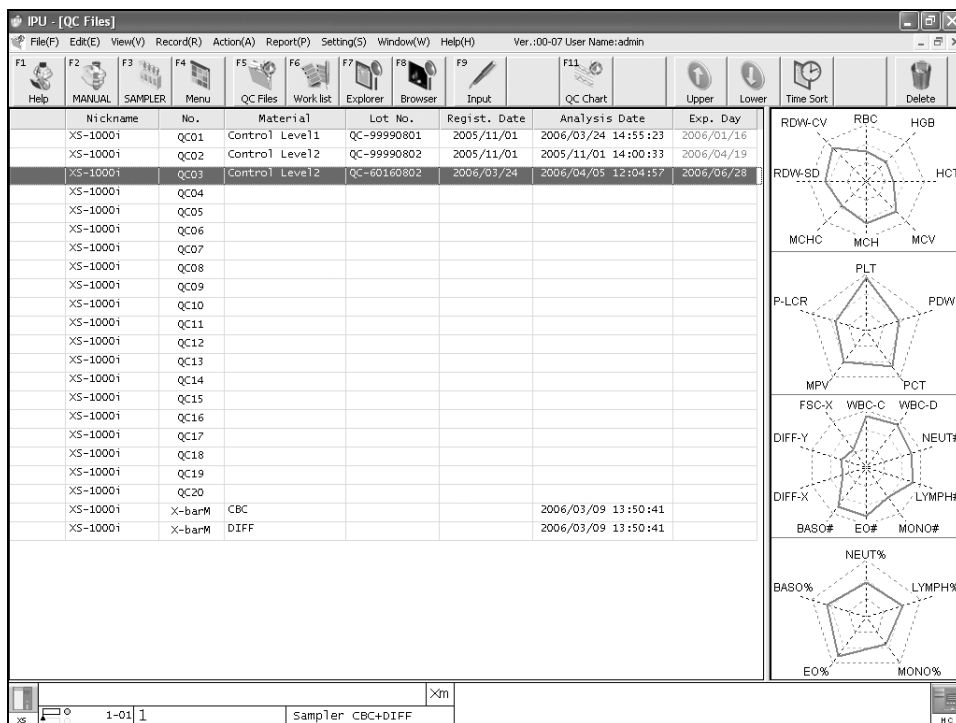 IPU - [QC Files]
File(F) Edit(E) View(V) Record(R) Action(A) Report(P) Setting(S) Window(W) Help(H) Ver.:00-07 User Name:admin
F1 F2 F3 F4 F5 F6 F7 F8 F9 F11
Help MANUAL SAMPLER Menu QC Files Work list Explorer Browser Input QC Chart Upper Lower Time Sort Delete
Nickname No. Material Lot No. Regist. Date Analysis Date Exp. Day
XS-1000i QC01 Control Level1 QC-99990801 2005/11/01 2006/03/24 14:55:23 2006/01/16
XS-1000i QC02 Control Level2 QC-99990802 2005/11/01 2005/11/01 14:00:33 2006/04/19
XS-1000i QC03 Control Level2 QC-60160802 2006/03/24 2006/04/05 12:04:57 2006/06/28
XS-1000i QC04
XS-1000i QC05
XS-1000i QC06
XS-1000i QC07
XS-1000i QC08
XS-1000i QC09
XS-1000i QC10
XS-1000i QC11
XS-1000i QC12
XS-1000i QC13
XS-1000i QC14
XS-1000i QC15
XS-1000i QC16
XS-1000i QC17
XS-1000i QC18
XS-1000i QC19
XS-1000i QC20
XS-1000i X-barM CBC 2006/03/09 13:50:41
XS-1000i X-barM DIFF 2006/03/09 13:50:41
RDW-CV RBC HGB
RDW-SD HCT
MCHC MCH MCV
PLT
P-LCR PDW
MPV PCT
FSC-X WBC-C WBC-D
DIFF-Y NEUT#
DIFF-X LYMPH#
BASO# EO# MONO#
NEUT%
BASO% LYMPH%
EO% MONO%
Xm
XS 1-01 1 Sampler CBC+DIFF HC